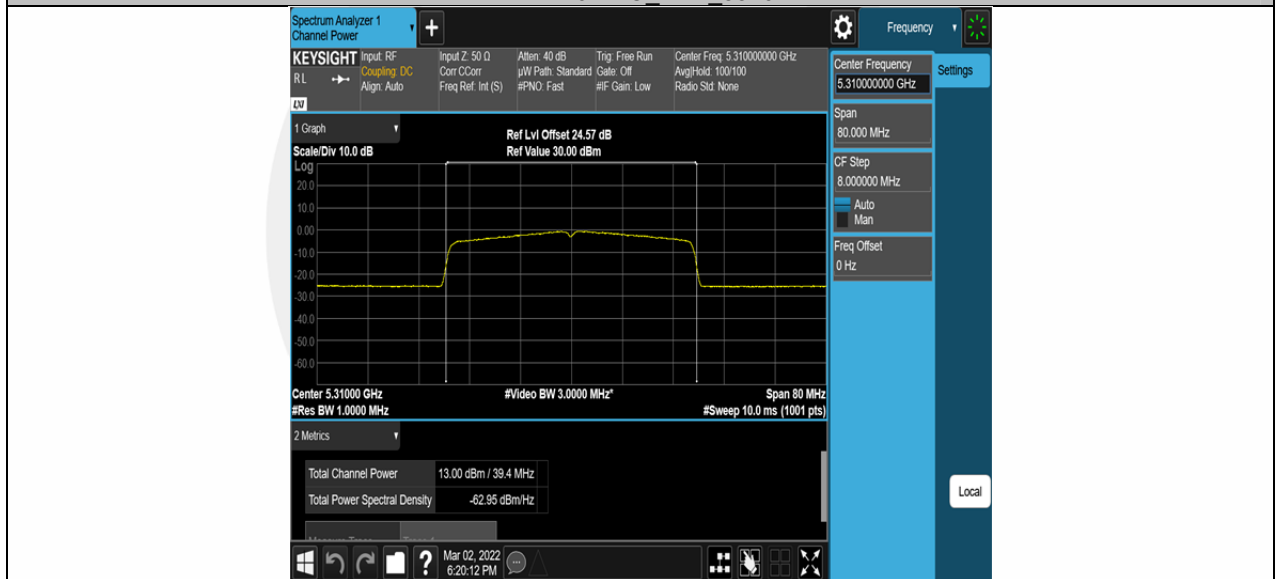 Spectrum Analyzer 1
Channel Power
+
Frequency
KEYSIGHT
RL
LXI
Input: RF
Coupling: DC
Align: Auto
Input Z: 50 Ω
Corr CCorr
Freq Ref: Int (S)
Atten: 40 dB
µW Path: Standard
#PNO: Fast
Trig: Free Run
Gate: Off
#IF Gain: Low
Center Freq: 5.310000000 GHz
Avg|Hold: 100/100
Radio Std: None
Center Frequency
5.310000000 GHz
Settings
Span
80.000 MHz
CF Step
8.000000 MHz
Auto
Man
Freq Offset
0 Hz
Local
1 Graph
Scale/Div 10.0 dB
Ref Lvl Offset 24.57 dB
Ref Value 30.00 dBm
Log
20.0
10.0
0.00
-10.0
-20.0
-30.0
-40.0
-50.0
-60.0
Center 5.31000 GHz
#Video BW 3.0000 MHz*
Span 80 MHz
#Res BW 1.0000 MHz
#Sweep 10.0 ms (1001 pts)
2 Metrics
Total Channel Power 13.00 dBm / 39.4 MHz
Total Power Spectral Density -62.95 dBm/Hz
?
Mar 02, 2022
6:20:12 PM